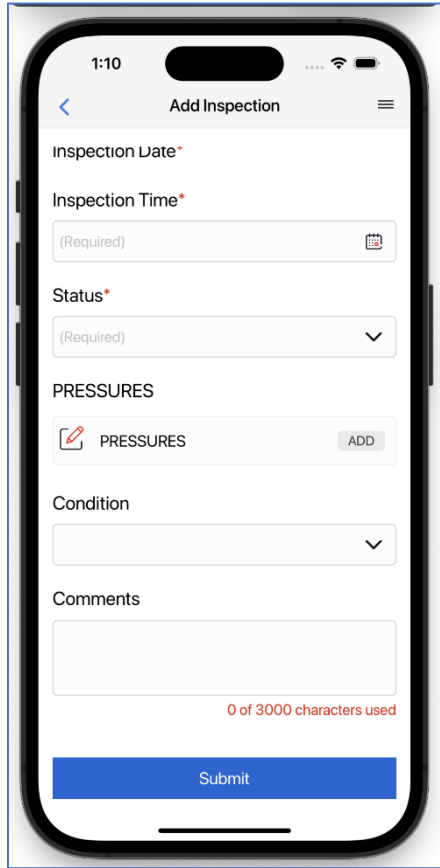 1:10
Add Inspection
Inspection Date*
Inspection Time*
(Required)
Status*
(Required)
PRESSURES
PRESSURES
ADD
Condition
Comments
0 of 3000 characters used
Submit